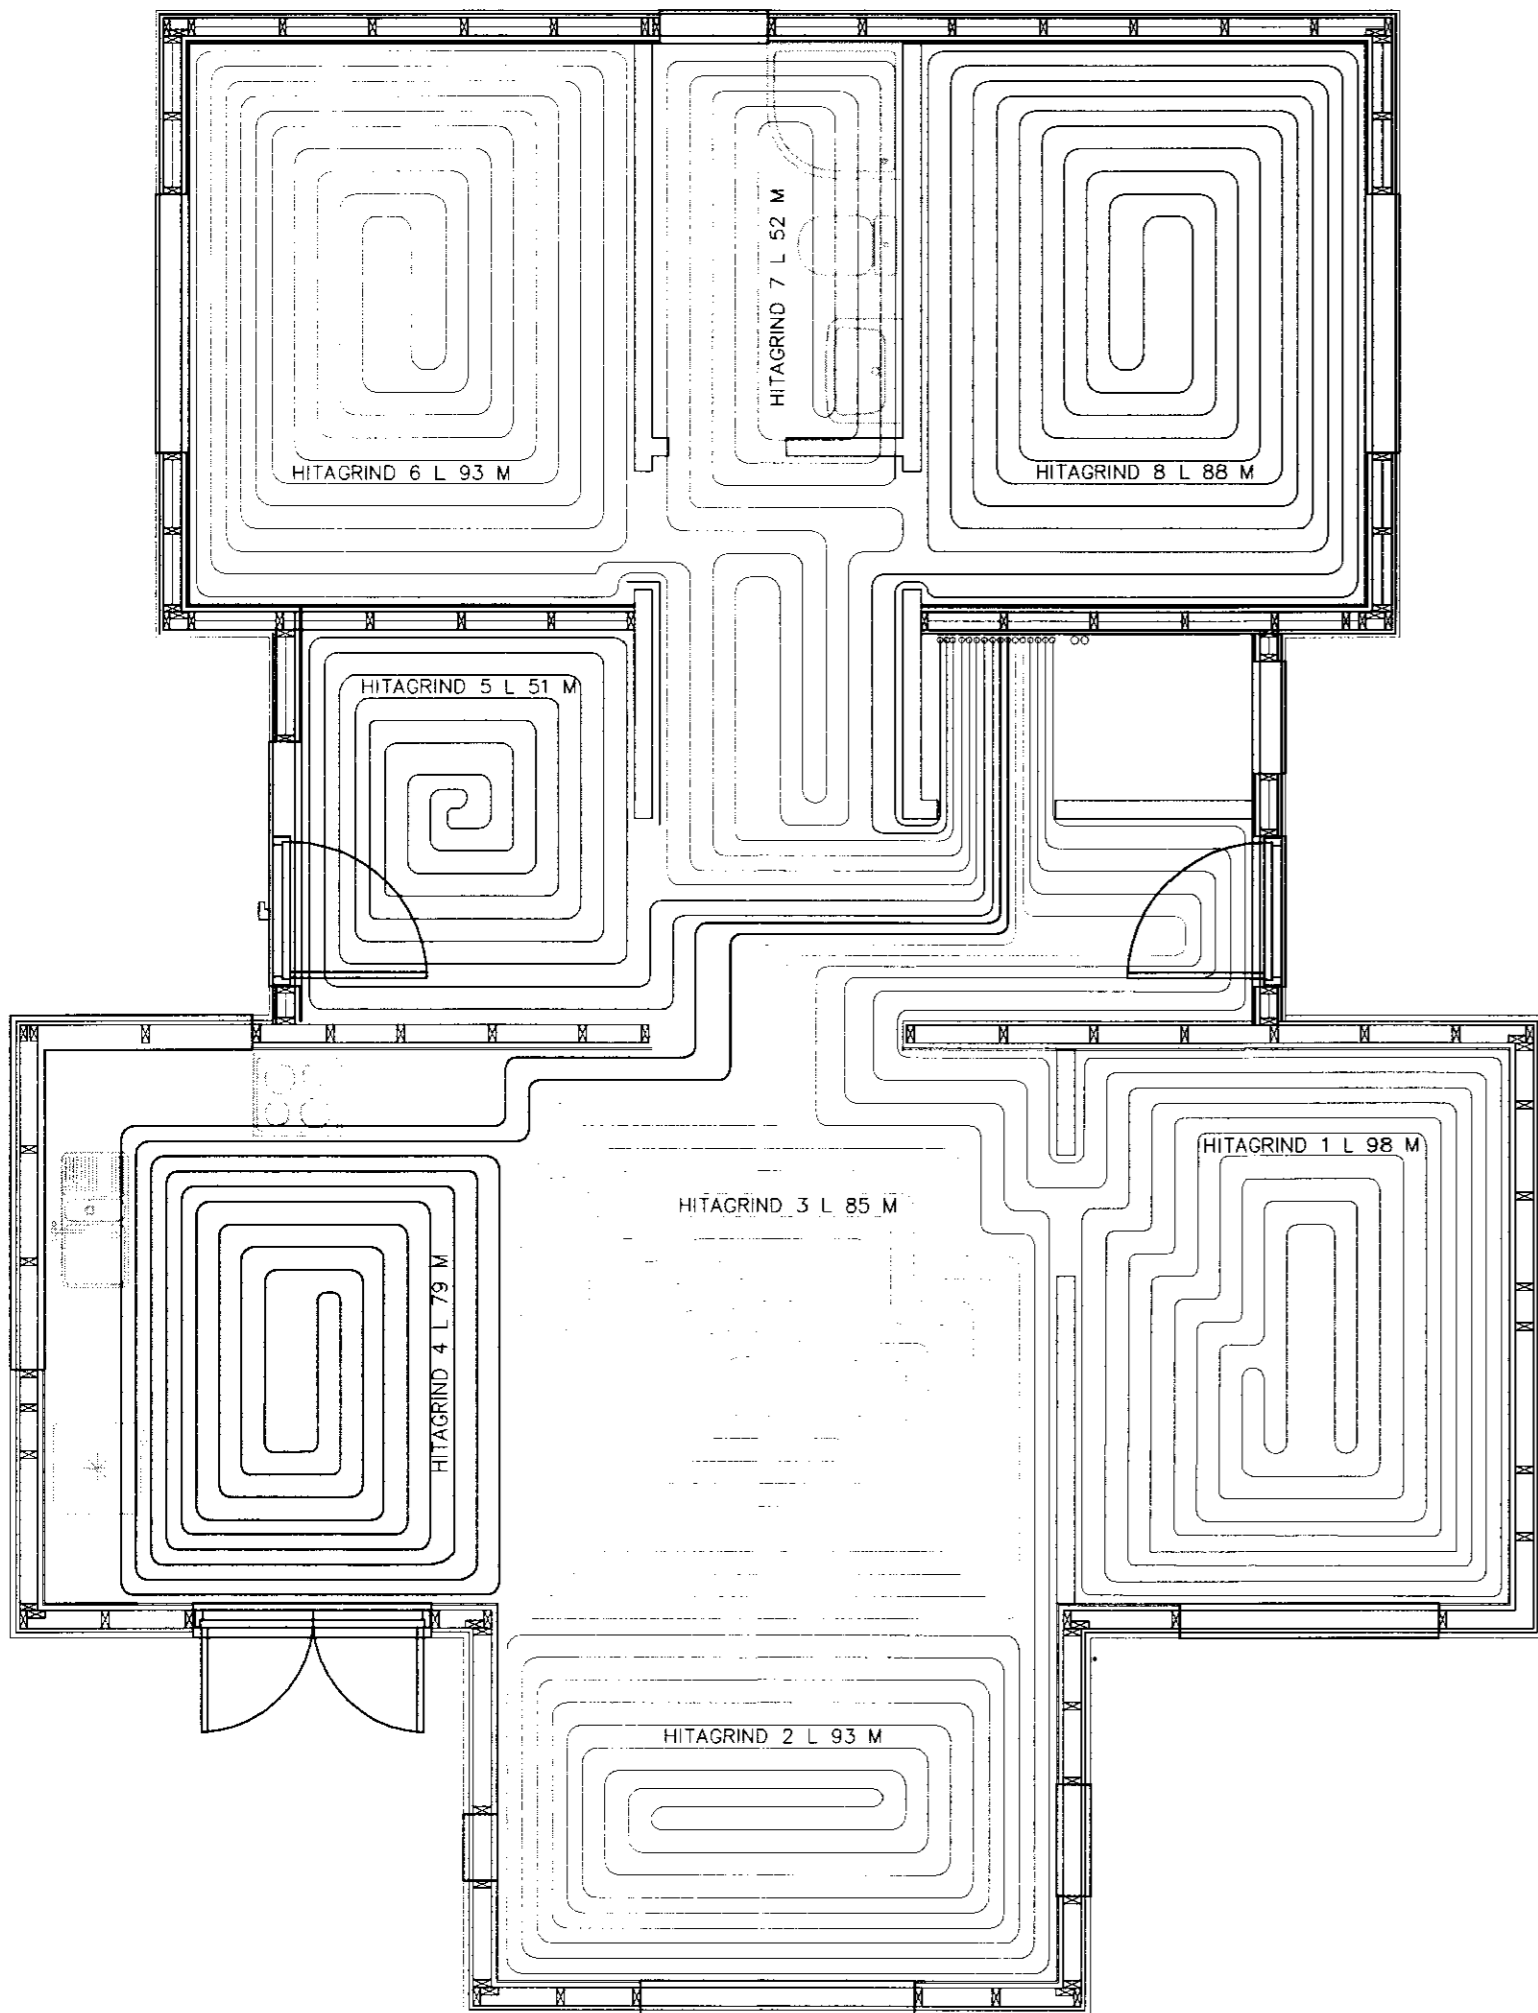 HITAGRIND 7 L 52 M
HITAGRIND 6 L 93 M
HITAGRIND 8 L 88 M
HITAGRIND 5 L 51 M
HITAGRIND 1 L 98 M
HITAGRIND 3 L 85 M
HITAGRIND 4 L 79 M
HITAGRIND 2 L 93 M